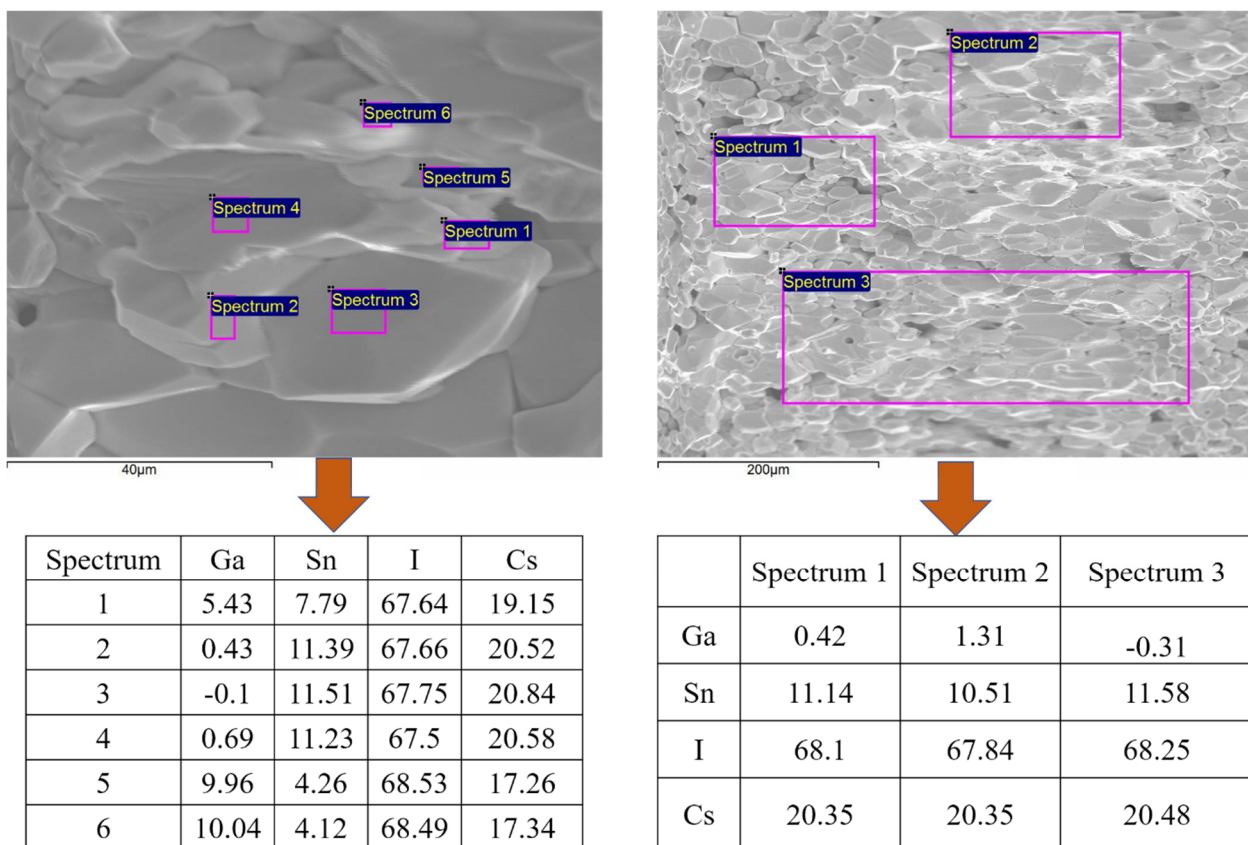 Spectrum 6
Spectrum 5
Spectrum 4
Spectrum 1
Spectrum 3
Spectrum 2
40µm
Spectrum 2
Spectrum 1
Spectrum 3
200µm
Spectrum Ga Sn I Cs
1 5.43 7.79 67.64 19.15
2 0.43 11.39 67.66 20.52
3 -0.1 11.51 67.75 20.84
4 0.69 11.23 67.5 20.58
5 9.96 4.26 68.53 17.26
6 10.04 4.12 68.49 17.34
Spectrum 1 Spectrum 2 Spectrum 3
Ga 0.42 1.31 -0.31
Sn 11.14 10.51 11.58
I 68.1 67.84 68.25
Cs 20.35 20.35 20.48